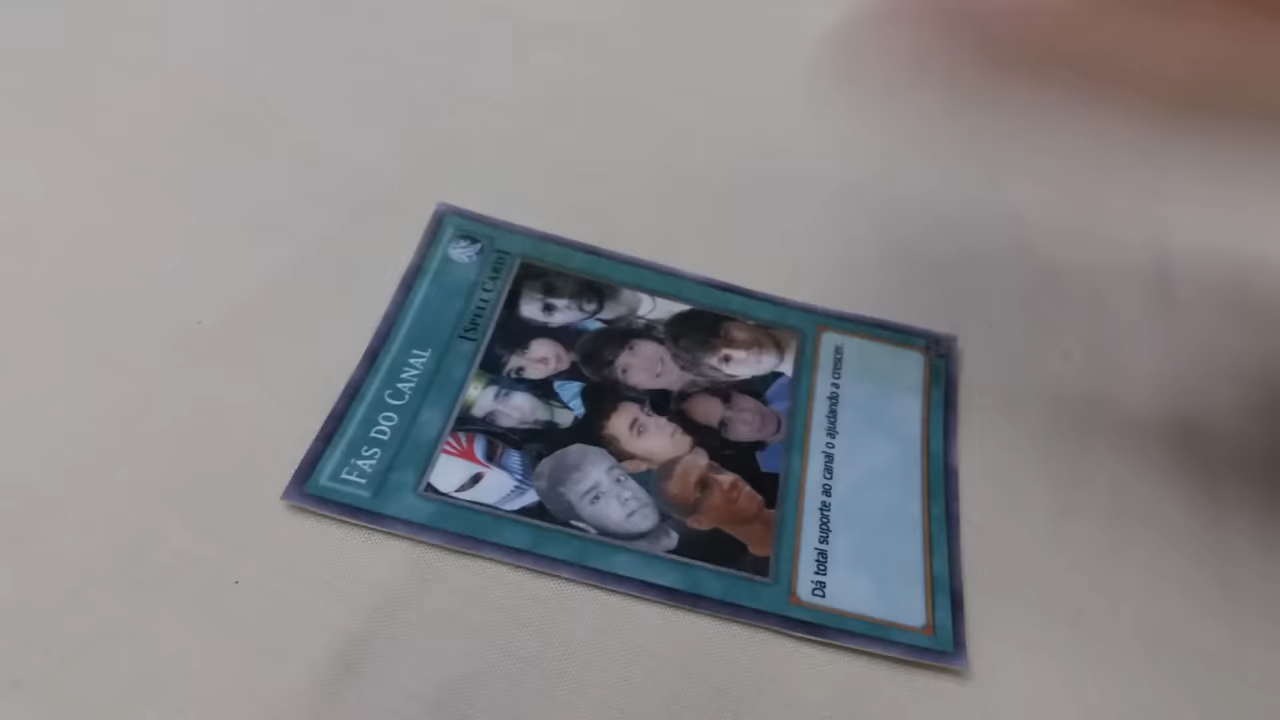 FÃS DO CANAL
[SPELL CARD]
Dá total suporte ao canal o ajudando a crescer.